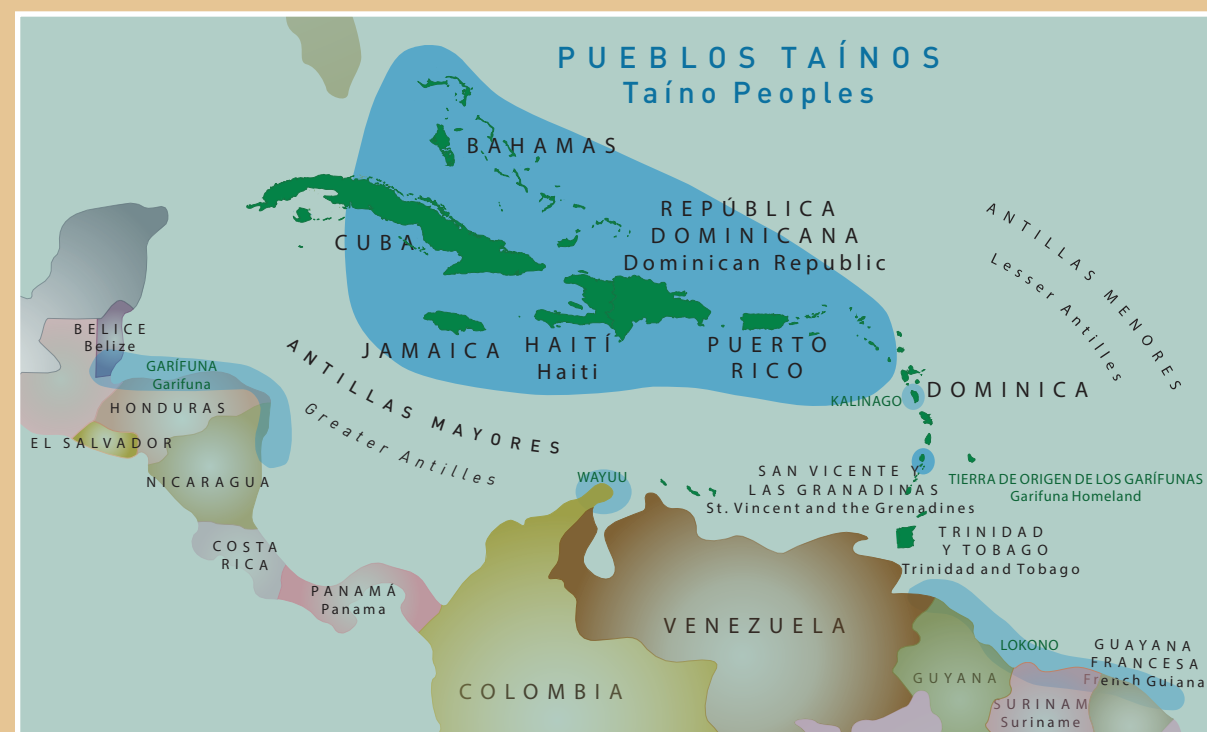 PUEBLOS TAÍNOS
Taíno Peoples
BAHAMAS
REPÚBLICA
DOMINICANA
Dominican Republic
CUBA
ANTILLAS MENORES
Lesser Antilles
BELICE
Belize
JAMAICA
HAITÍ
Haiti
PUERTO
RICO
GARÍFUNA
Garifuna
ANTILLAS MAYORES
Greater Antilles
KALINAGO
DOMINICA
HONDURAS
EL SALVADOR
NICARAGUA
WAYUU
SAN VICENTE Y
LAS GRANADINAS
St. Vincent and the Grenadines
TIERRA DE ORIGEN DE LOS GARÍFUNAS
Garifuna Homeland
COSTA
RICA
TRINIDAD
Y TOBAGO
Trinidad and Tobago
PANAMÁ
Panama
VENEZUELA
COLOMBIA
LOKONO
GUYANA
GUAYANA
FRANCESA
French Guiana
SURINAM
Suriname